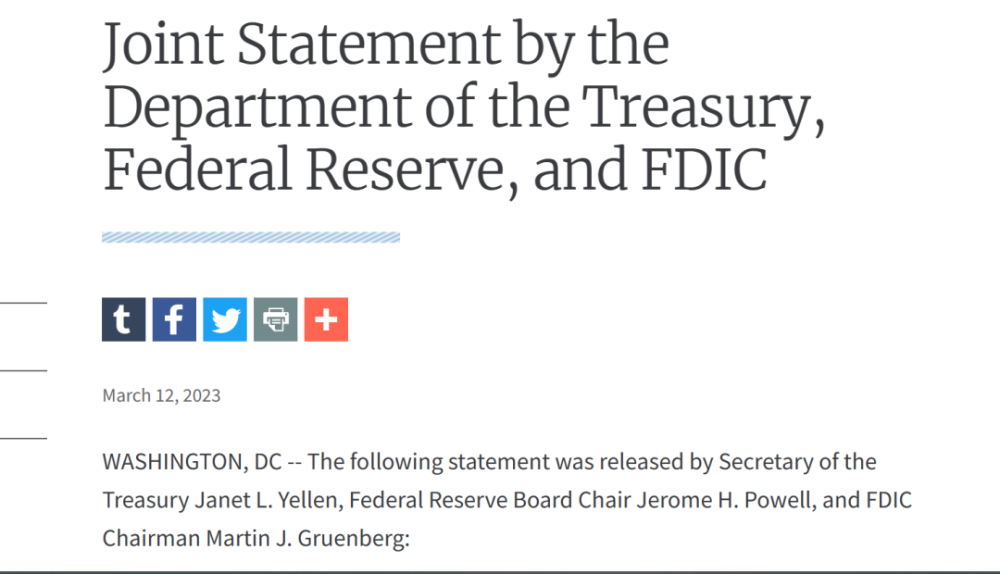 Joint Statement by the
Department of the Treasury,
Federal Reserve, and FDIC
t f +
March 12, 2023
WASHINGTON, DC -- The following statement was released by Secretary of the
Treasury Janet L. Yellen, Federal Reserve Board Chair Jerome H. Powell, and FDIC
Chairman Martin J. Gruenberg: